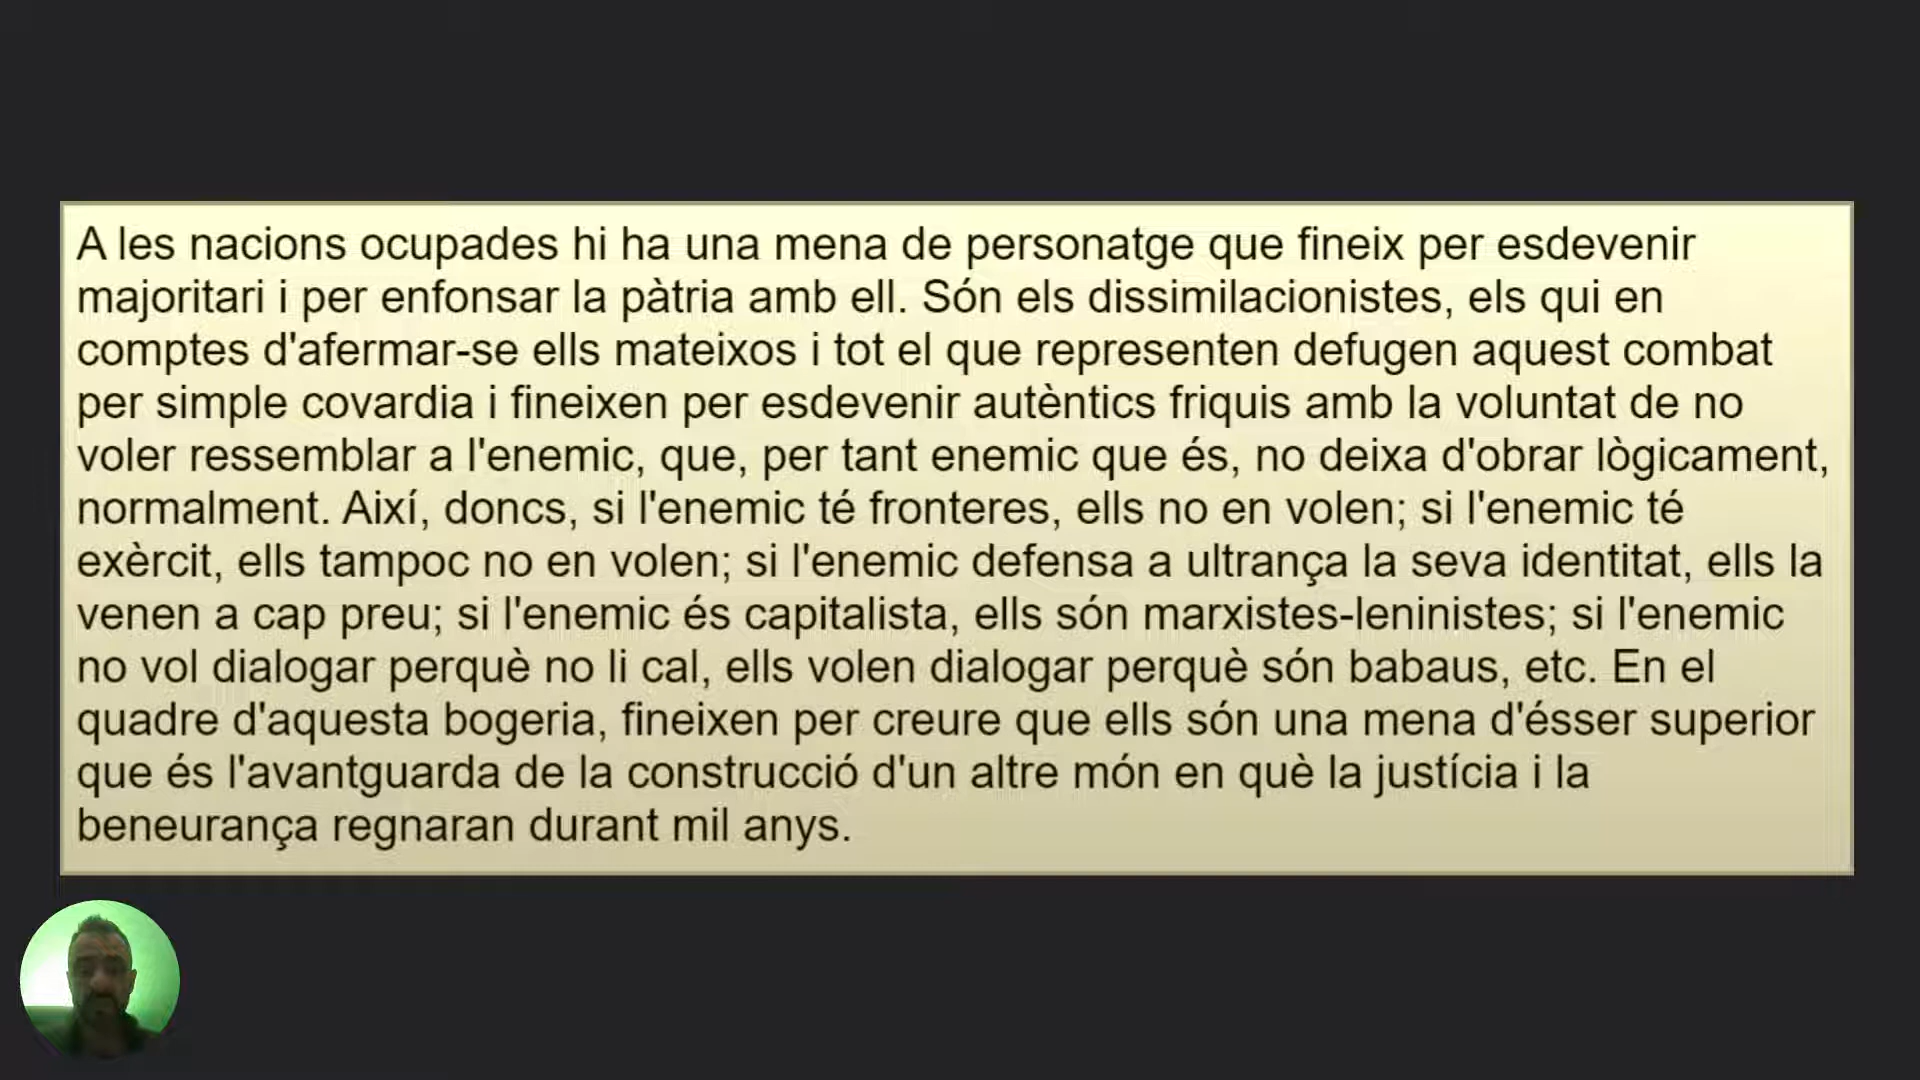 A les nacions ocupades hi ha una mena de personatge que fineix per esdevenir
majoritari i per enfonsar la pàtria amb ell. Són els dissimilacionistes, els qui en
comptes d'afermar-se ells mateixos i tot el que representen defugen aquest combat
per simple covardia i fineixen per esdevenir autèntics friquis amb la voluntat de no
voler ressemblar a l'enemic, que, per tant enemic que és, no deixa d'obrar lògicament,
normalment. Així, doncs, si l'enemic té fronteres, ells no en volen; si l'enemic té
exèrcit, ells tampoc no en volen; si l'enemic defensa a ultrança la seva identitat, ells la
venen a cap preu; si l'enemic és capitalista, ells són marxistes-leninistes; si l'enemic
no vol dialogar perquè no li cal, ells volen dialogar perquè són babaus, etc. En el
quadre d'aquesta bogeria, fineixen per creure que ells són una mena d'ésser superior
que és l'avantguarda de la construcció d'un altre món en què la justícia i la
beneurança regnaran durant mil anys.